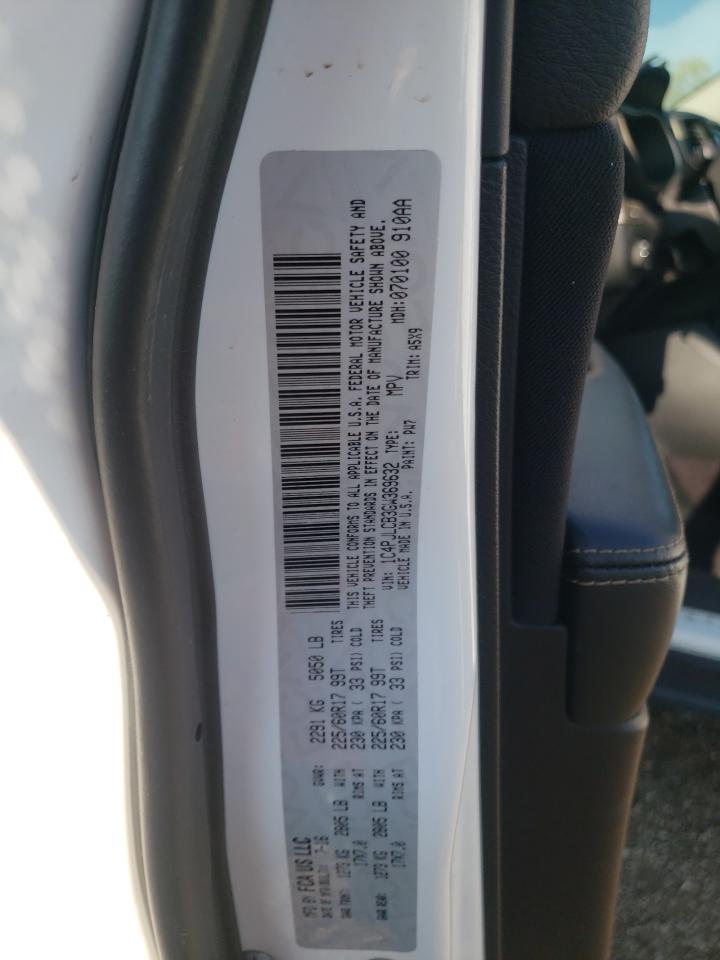 MFD BY: FCA US LLC
DATE OF MFR: 7-16 GVWR: 2291 KG 5050 LB
GAWR FRONT: 1273 KG 2805 LB WITH 225/60R17 99T TIRES
17X7.0 RIMS AT 230 KPA ( 33 PSI) COLD
GAWR REAR: 1273 KG 2805 LB WITH 225/60R17 99T TIRES
17X7.0 RIMS AT 230 KPA ( 33 PSI) COLD
THIS VEHICLE CONFORMS TO ALL APPLICABLE U.S.A. FEDERAL MOTOR VEHICLE SAFETY AND
THEFT PREVENTION STANDARDS IN EFFECT ON THE DATE OF MANUFACTURE SHOWN ABOVE.
VIN: 1C4PJLCB3GW369632 TYPE: MPV MDH:070100 910AA
VEHICLE MADE IN U.S.A. PAINT: PW7 TRIM: A5X9